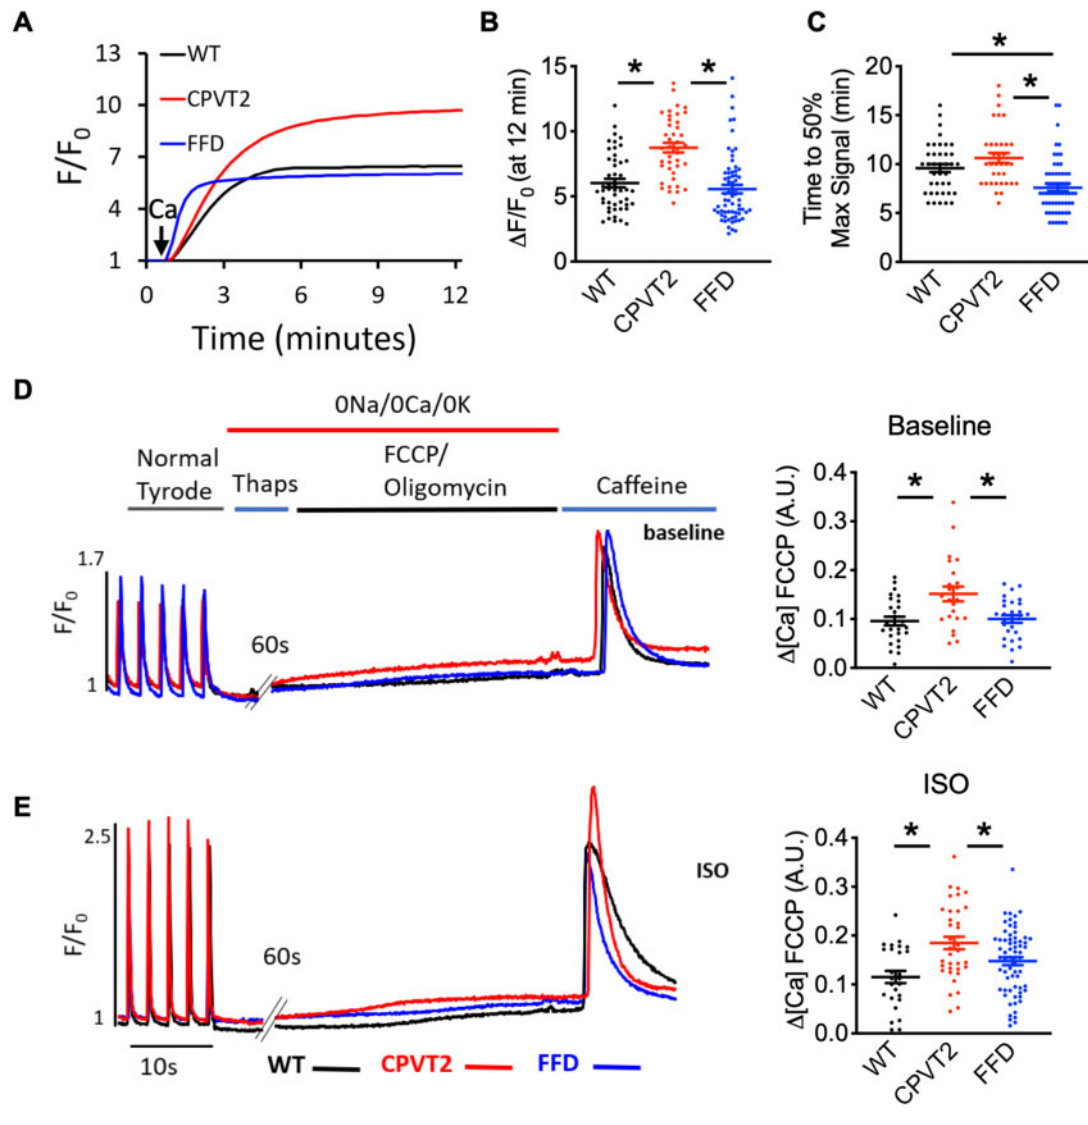 A
13
10
7
4
1
F/F0
WT
CPVT2
FFD
Ca
0 3 6 9 12
Time (minutes)
B
ΔF/F0 (at 12 min)
15
10
5
0
* *
WT CPVT2 FFD
C
Time to 50%
Max Signal (min)
20
15
10
5
0
*
*
WT CPVT2 FFD
D
0Na/0Ca/0K
Normal
Tyrode
Thaps
FCCP/
Oligomycin
Caffeine
baseline
1.7
F/F0
1
60s
Baseline
Δ[Ca] FCCP (A.U.)
0.4
0.3
0.2
0.1
0.0
* *
WT CPVT2 FFD
E
2.5
F/F0
1
60s
ISO
10s
WT CPVT2 FFD
ISO
Δ[Ca] FCCP (A.U.)
0.4
0.3
0.2
0.1
0.0
* *
WT CPVT2 FFD